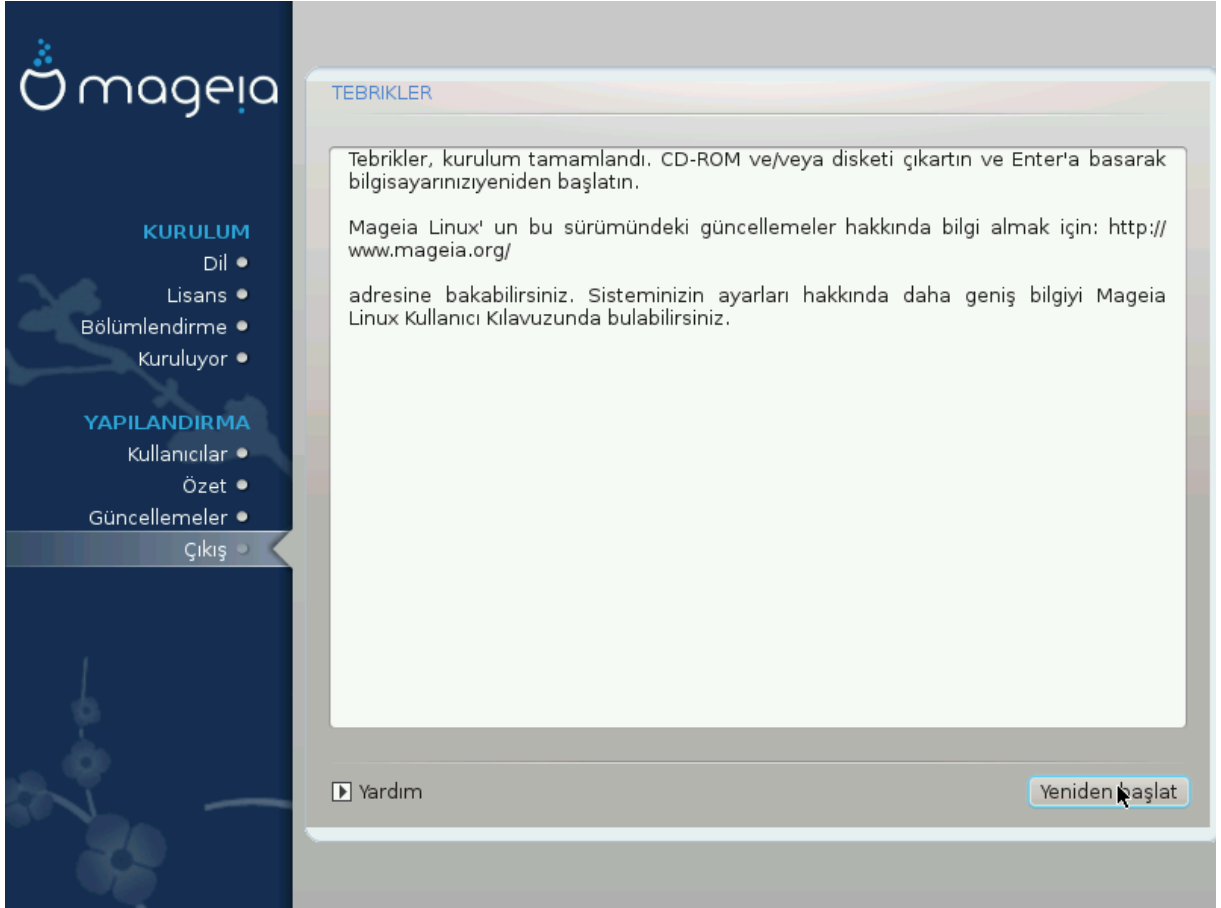 mageia
KURULUM
Dil
Lisans
Bölümlendirme
Kuruluyor
YAPILANDIRMA
Kullanıcılar
Özet
Güncellemeler
Çıkış
TEBRIKLER
Tebrikler, kurulum tamamlandı. CD-ROM ve/veya disketi çıkartın ve Enter'a basarak
bilgisayarınızıyeniden başlatın.
Mageia Linux' un bu sürümündeki güncellemeler hakkında bilgi almak için: http://
www.mageia.org/
adresine bakabilirsiniz. Sisteminizin ayarları hakkında daha geniş bilgiyi Mageia
Linux Kullanıcı Kılavuzunda bulabilirsiniz.
Yardım
Yeniden başlat